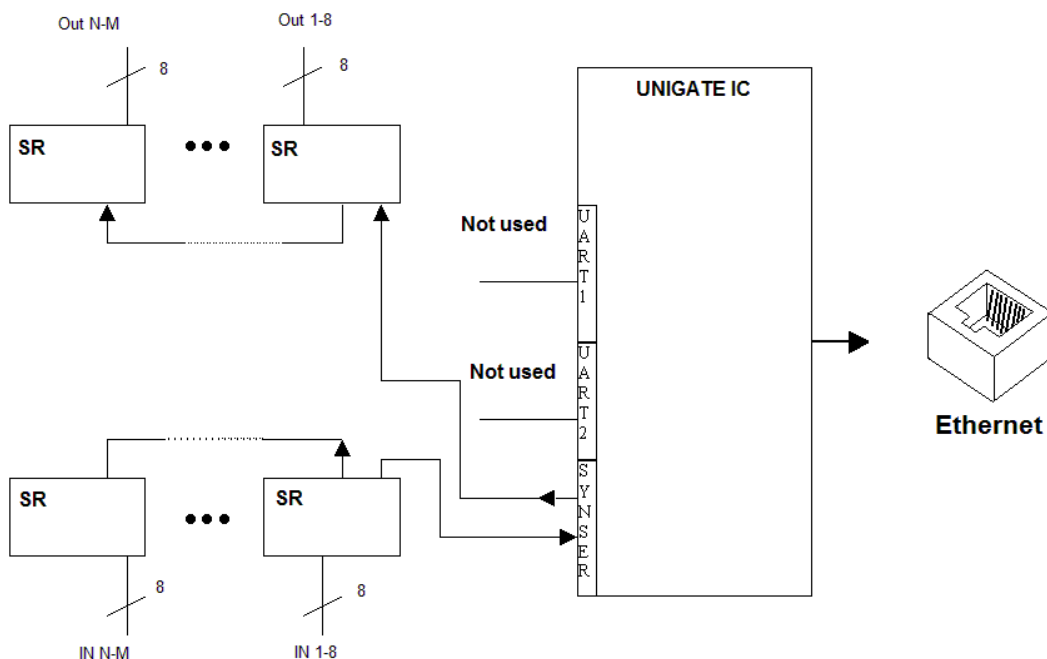 Out N-M
Out 1-8
8
8
UNIGATE IC
SR
SR
Not used
UART1
Not used
UART2
Ethernet
SYNSER
SR
SR
8
8
IN N-M
IN 1-8